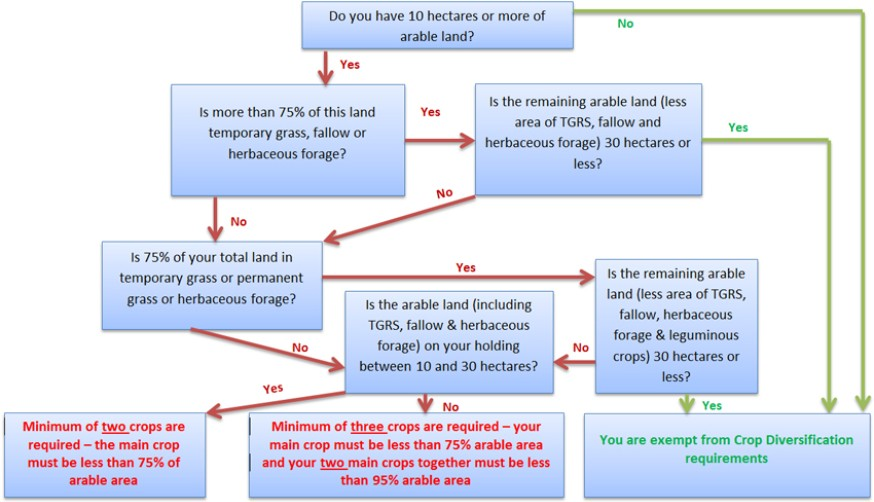 Do you have 10 hectares or more of
arable land?
No
Yes
Is more than 75% of this land
temporary grass, fallow or
herbaceous forage?
Yes
Is the remaining arable land (less
area of TGRS, fallow and
herbaceous forage) 30 hectares or
less?
Yes
No
No
Is 75% of your total land in
temporary grass or permanent
grass or herbaceous forage?
Yes
Is the remaining arable
land (less area of TGRS,
fallow, herbaceous
forage & leguminous
crops) 30 hectares or
less?
Is the arable land (including
TGRS, fallow & herbaceous
forage) on your holding
between 10 and 30 hectares?
No
No
Yes
No
Yes
Minimum of two crops are
required – the main crop
must be less than 75% of
arable area
Minimum of three crops are required – your
main crop must be less than 75% arable area
and your two main crops together must be less
than 95% arable area
You are exempt from Crop Diversification
requirements